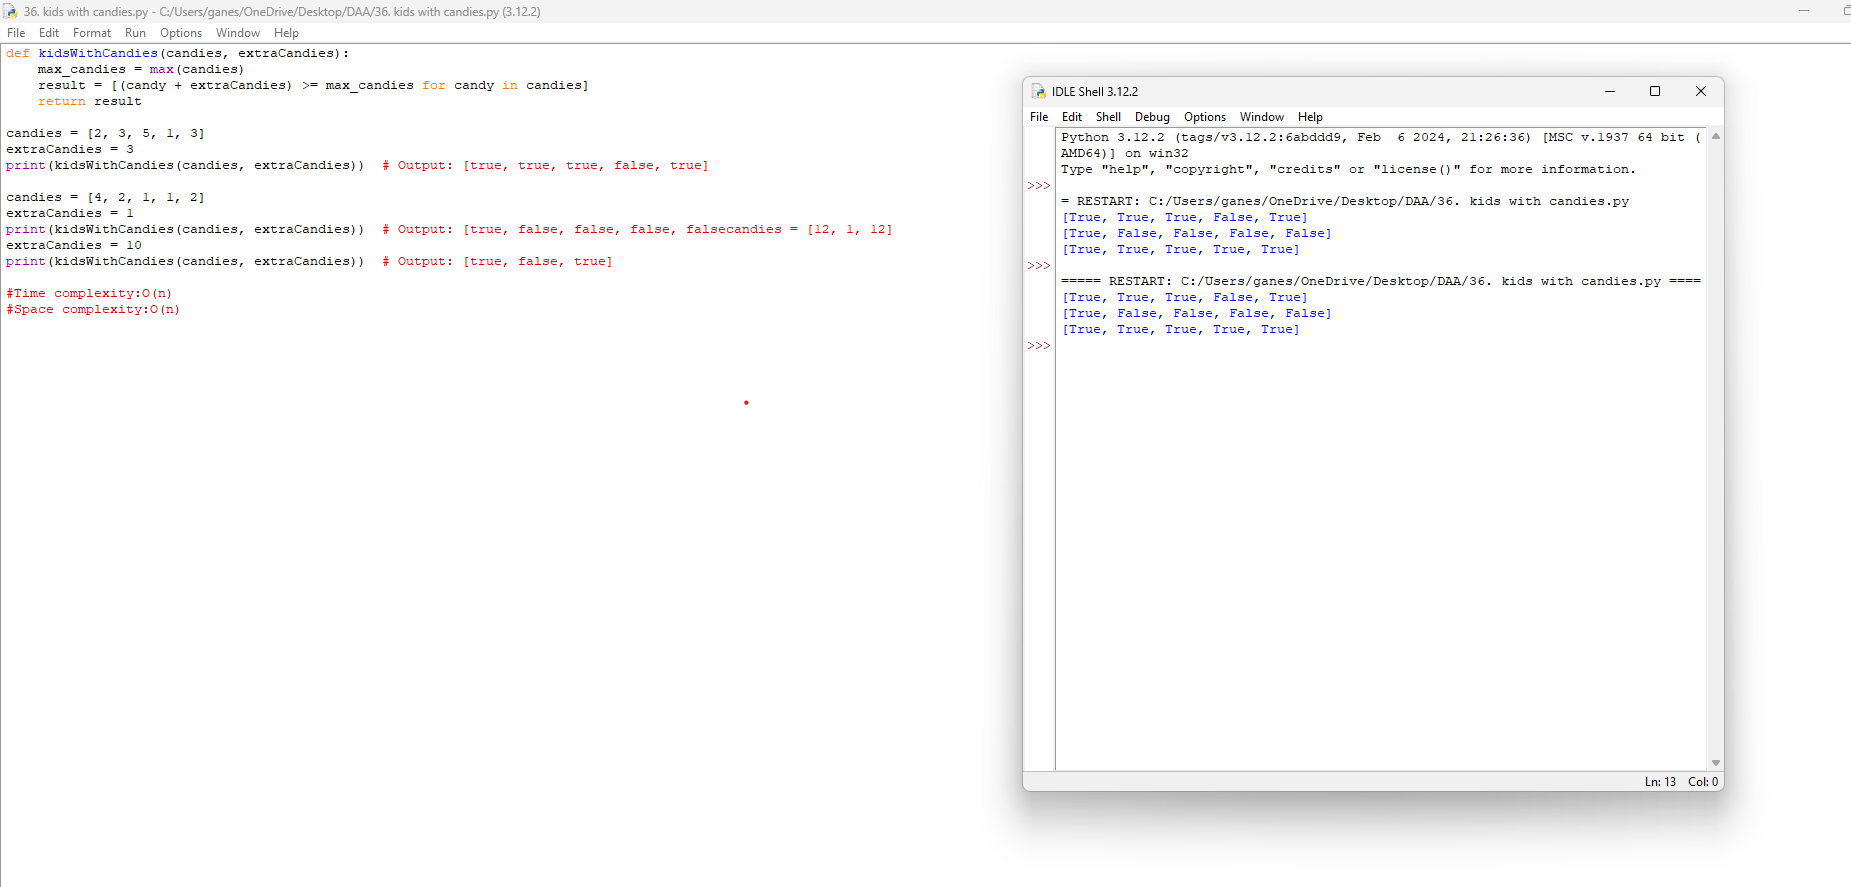 36. kids with candies.py - C:/Users/ganes/OneDrive/Desktop/DAA/36. kids with candies.py (3.12.2)
File Edit Format Run Options Window Help
def kidsWithCandies(candies, extraCandies):
    max_candies = max(candies)
    result = [(candy + extraCandies) >= max_candies for candy in candies]
    return result
candies = [2, 3, 5, 1, 3]
extraCandies = 3
print(kidsWithCandies(candies, extraCandies))  # Output: [true, true, true, false, true]
candies = [4, 2, 1, 1, 2]
extraCandies = 1
print(kidsWithCandies(candies, extraCandies))  # Output: [true, false, false, false, falsecandies = [12, 1, 12]
extraCandies = 10
print(kidsWithCandies(candies, extraCandies))  # Output: [true, false, true]
#Time complexity:O(n)
#Space complexity:O(n)
IDLE Shell 3.12.2
File Edit Shell Debug Options Window Help
Python 3.12.2 (tags/v3.12.2:6abddd9, Feb  6 2024, 21:26:36) [MSC v.1937 64 bit (
AMD64)] on win32
Type "help", "copyright", "credits" or "license()" for more information.
>>>
= RESTART: C:/Users/ganes/OneDrive/Desktop/DAA/36. kids with candies.py
[True, True, True, False, True]
[True, False, False, False, False]
[True, True, True, True, True]
>>>
===== RESTART: C:/Users/ganes/OneDrive/Desktop/DAA/36. kids with candies.py ====
[True, True, True, False, True]
[True, False, False, False, False]
[True, True, True, True, True]
>>>
Ln: 13 Col: 0